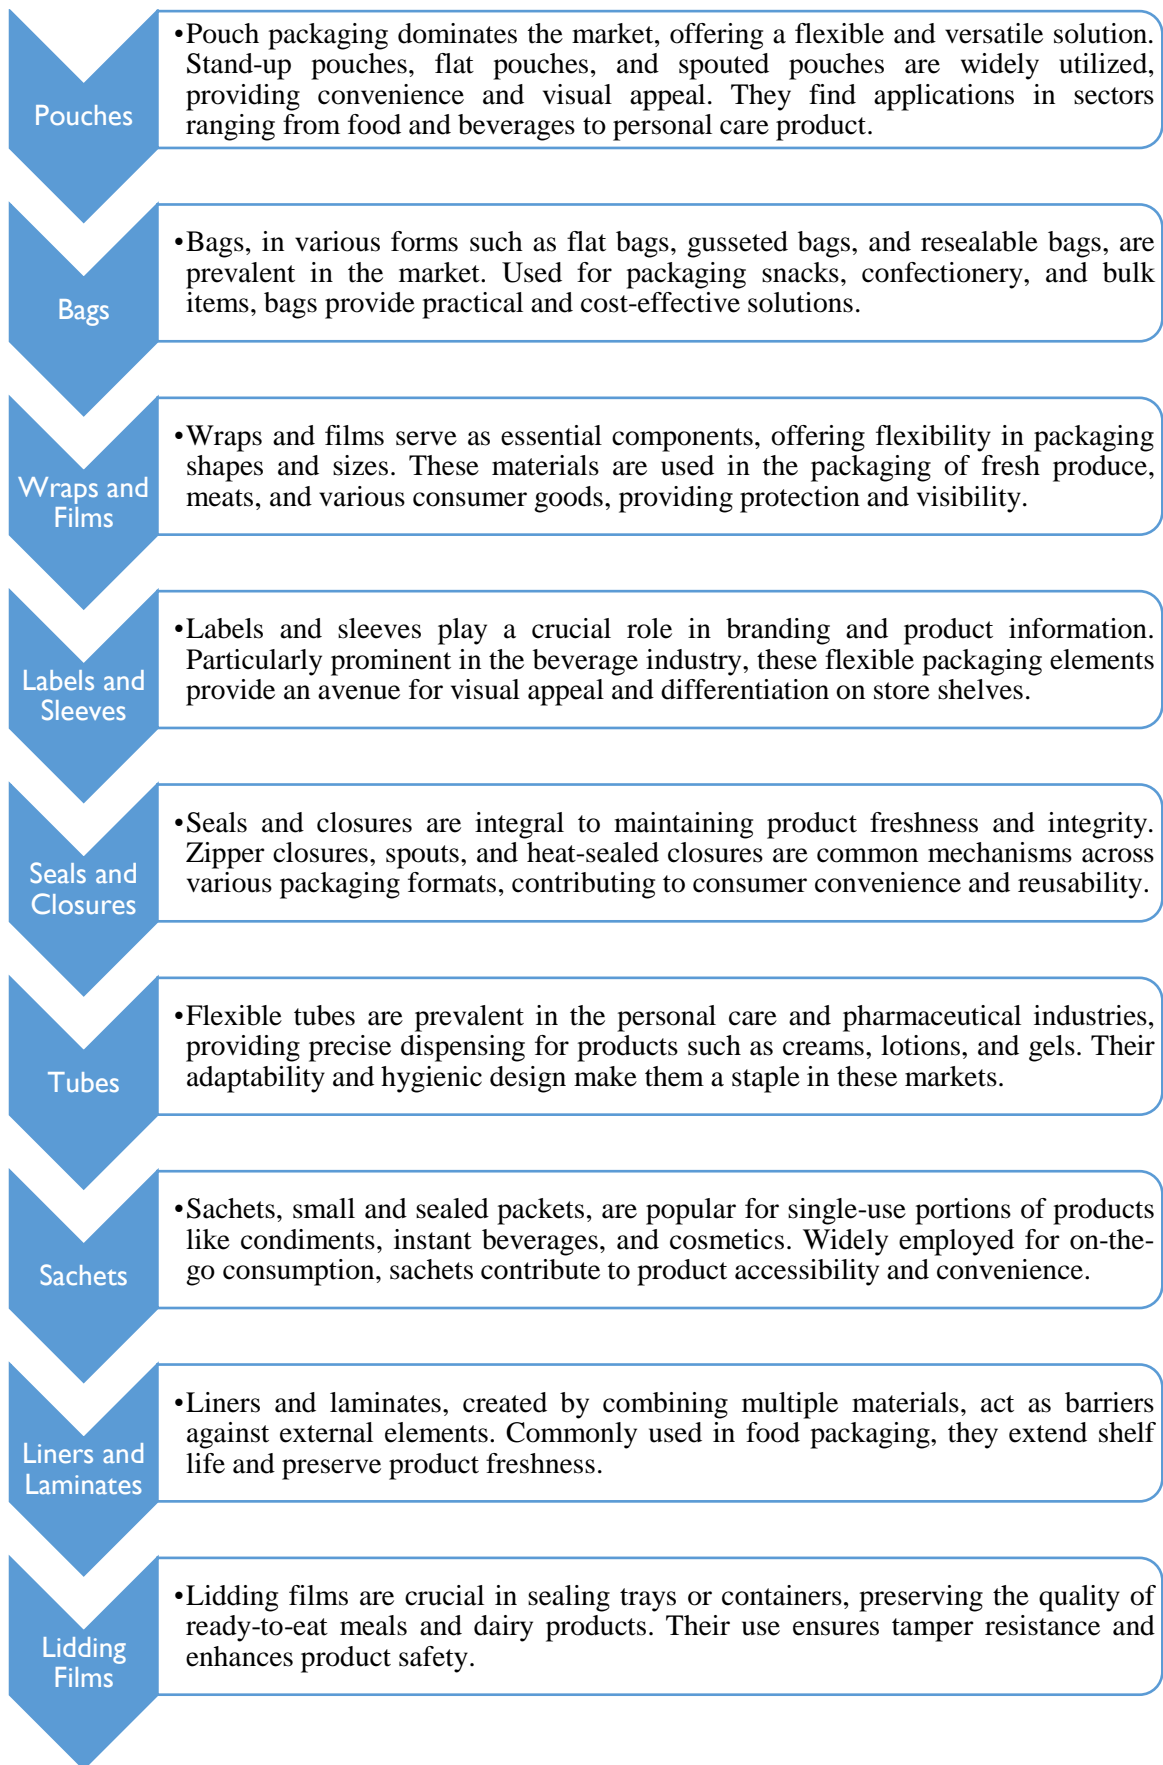 Pouches
•Pouch packaging dominates the market, offering a flexible and versatile solution.
Stand-up pouches, flat pouches, and spouted pouches are widely utilized,
providing convenience and visual appeal. They find applications in sectors
ranging from food and beverages to personal care product.
Bags
•Bags, in various forms such as flat bags, gusseted bags, and resealable bags, are
prevalent in the market. Used for packaging snacks, confectionery, and bulk
items, bags provide practical and cost-effective solutions.
Wraps and
Films
•Wraps and films serve as essential components, offering flexibility in packaging
shapes and sizes. These materials are used in the packaging of fresh produce,
meats, and various consumer goods, providing protection and visibility.
Labels and
Sleeves
•Labels and sleeves play a crucial role in branding and product information.
Particularly prominent in the beverage industry, these flexible packaging elements
provide an avenue for visual appeal and differentiation on store shelves.
Seals and
Closures
•Seals and closures are integral to maintaining product freshness and integrity.
Zipper closures, spouts, and heat-sealed closures are common mechanisms across
various packaging formats, contributing to consumer convenience and reusability.
Tubes
•Flexible tubes are prevalent in the personal care and pharmaceutical industries,
providing precise dispensing for products such as creams, lotions, and gels. Their
adaptability and hygienic design make them a staple in these markets.
Sachets
•Sachets, small and sealed packets, are popular for single-use portions of products
like condiments, instant beverages, and cosmetics. Widely employed for on-the-
go consumption, sachets contribute to product accessibility and convenience.
Liners and
Laminates
•Liners and laminates, created by combining multiple materials, act as barriers
against external elements. Commonly used in food packaging, they extend shelf
life and preserve product freshness.
Lidding
Films
•Lidding films are crucial in sealing trays or containers, preserving the quality of
ready-to-eat meals and dairy products. Their use ensures tamper resistance and
enhances product safety.